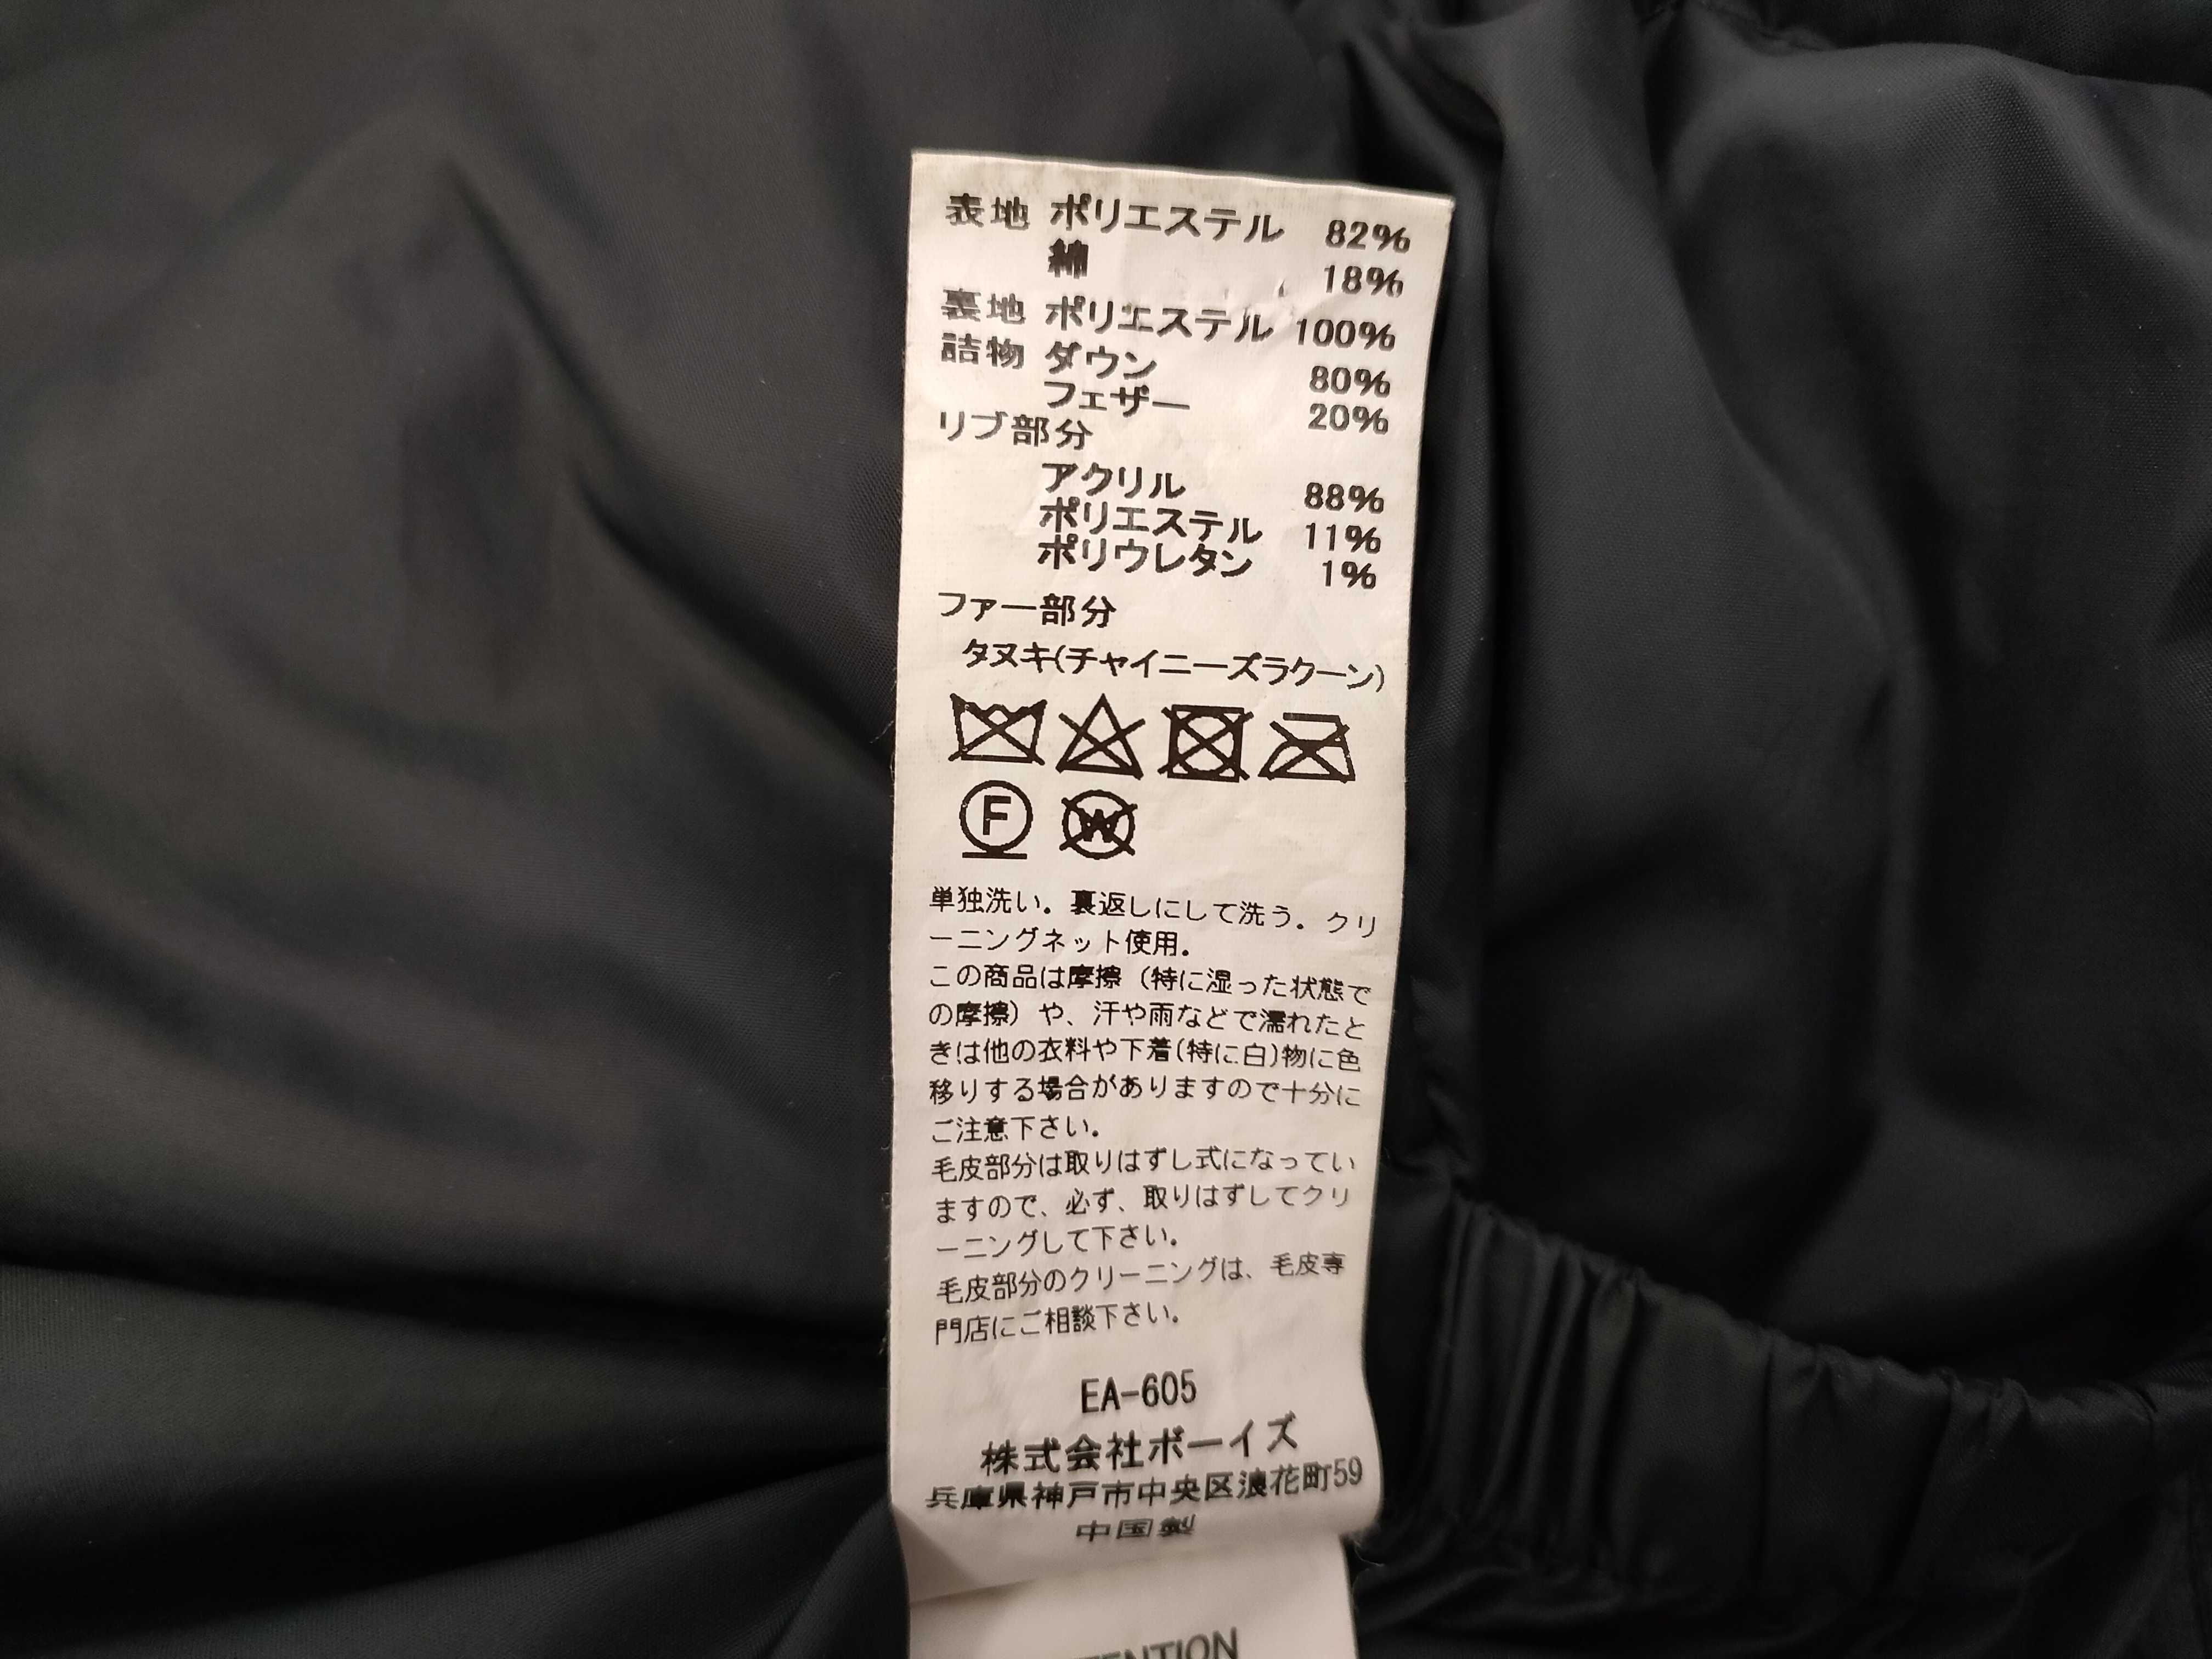 表地 ポリエステル 82%
綿 18%
裏地 ポリエステル 100%
詰物 ダウン 80%
フェザー 20%
リブ部分
アクリル 88%
ポリエステル 11%
ポリウレタン 1%
ファー部分
タヌキ(チャイニーズラクーン)
F W
単独洗い。裏返しにして洗う。クリ
ーニングネット使用.
この商品は摩擦（特に湿った状態で
の摩擦）や、汗や雨などで濡れたと
きは他の衣料や下着(特に白)物に色
移りする場合がありますので十分に
ご注意下さい。
毛皮部分は取りはずし式になってい
ますので、必ず、取りはずしてクリ
ーニングして下さい。
毛皮部分のクリーニングは、毛皮専
門店にご相談下さい。
EA-605
株式会社ボーイズ
兵庫県神戸市中央区浪花町59
中国製